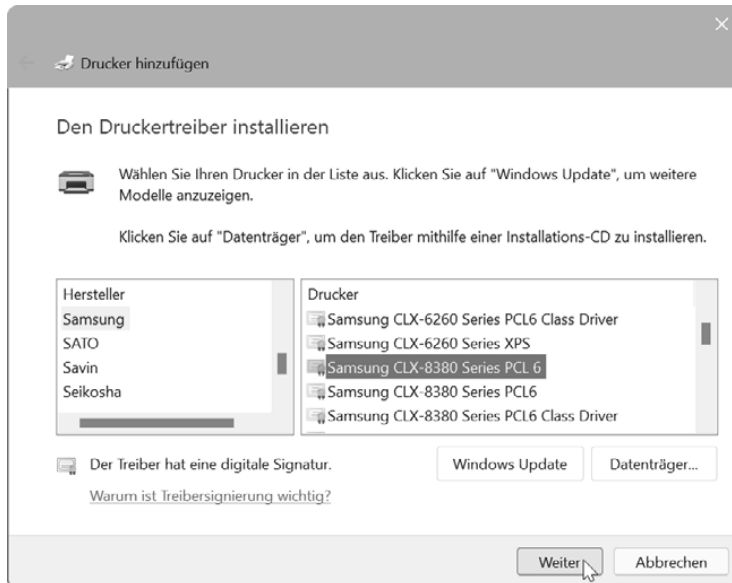 Drucker hinzufügen
Den Druckertreiber installieren
Wählen Sie Ihren Drucker in der Liste aus. Klicken Sie auf "Windows Update", um weitere
Modelle anzuzeigen.
Klicken Sie auf "Datenträger", um den Treiber mithilfe einer Installations-CD zu installieren.
Hersteller
Samsung
SATO
Savin
Seikosha
Drucker
Samsung CLX-6260 Series PCL6 Class Driver
Samsung CLX-6260 Series XPS
Samsung CLX-8380 Series PCL 6
Samsung CLX-8380 Series PCL6
Samsung CLX-8380 Series PCL6 Class Driver
Der Treiber hat eine digitale Signatur.
Warum ist Treibersignierung wichtig?
Windows Update
Datenträger...
Weiter
Abbrechen